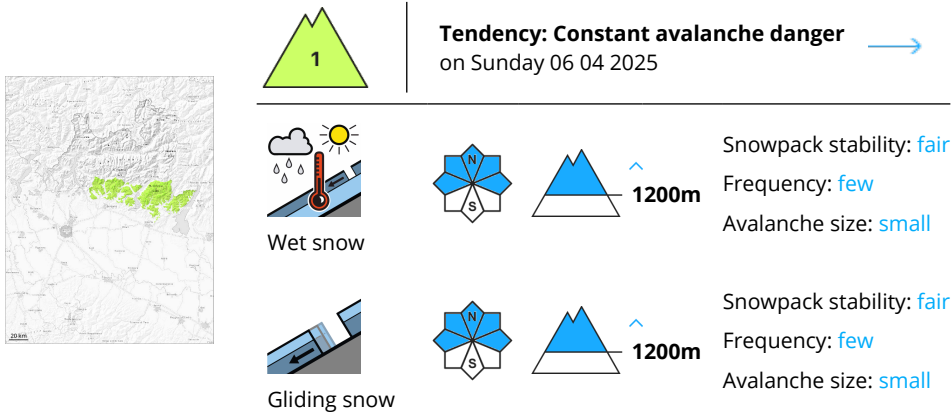 1
Tendency: Constant avalanche danger
on Sunday 06 04 2025
20 km
Wet snow
N
S
1200m
Snowpack stability: fair
Frequency: few
Avalanche size: small
Gliding snow
N
S
1200m
Snowpack stability: fair
Frequency: few
Avalanche size: small